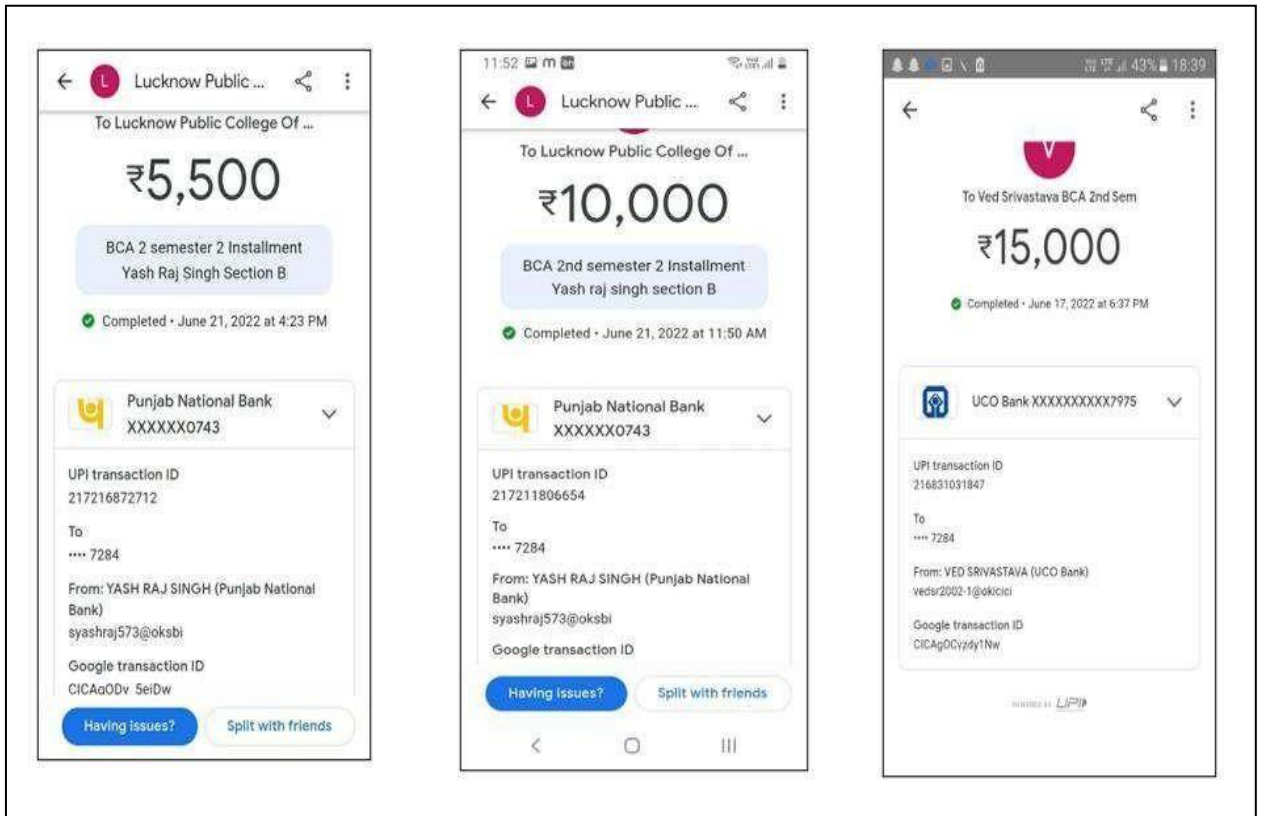 Lucknow Public ...
To Lucknow Public College Of ...
₹5,500
BCA 2 semester 2 Installment
Yash Raj Singh Section B
Completed • June 21, 2022 at 4:23 PM
Punjab National Bank
XXXXXX0743
UPI transaction ID
217216872712
To
•••• 7284
From: YASH RAJ SINGH (Punjab National
Bank)
syashraj573@oksbi
Google transaction ID
CICAgODv_5eiDw
Having issues?
Split with friends
11:52
Lucknow Public ...
To Lucknow Public College Of ...
₹10,000
BCA 2nd semester 2 Installment
Yash raj singh section B
Completed • June 21, 2022 at 11:50 AM
Punjab National Bank
XXXXXX0743
UPI transaction ID
217211806654
To
•••• 7284
From: YASH RAJ SINGH (Punjab National
Bank)
syashraj573@oksbi
Google transaction ID
Having issues?
Split with friends
43% 18:39
V
To Ved Srivastava BCA 2nd Sem
₹15,000
Completed • June 17, 2022 at 6:37 PM
UCO Bank XXXXXXXXXX7975
UPI transaction ID
216831031847
To
•••• 7284
From: VED SRIVASTAVA (UCO Bank)
vedsr2002-1@okicici
Google transaction ID
CICAgOCvzdy1Nw
POWERED BY UPI